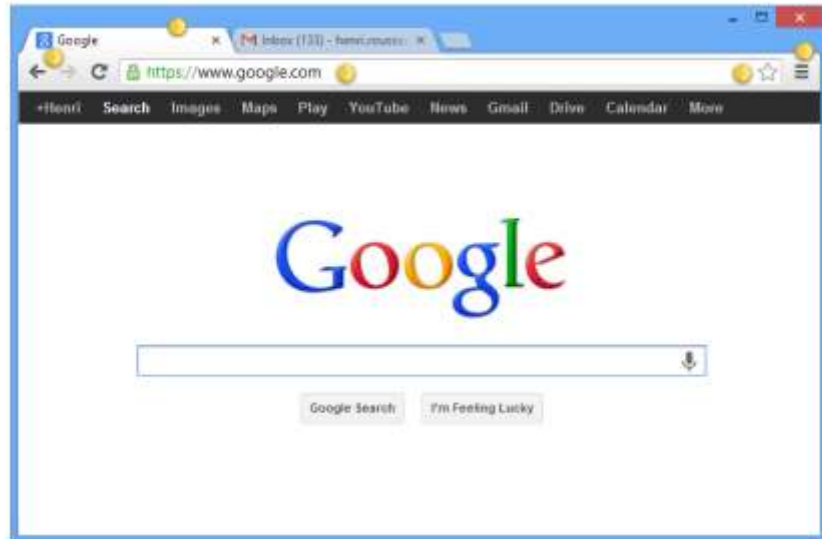 Google
Inbox (133) -
https://www.google.com
+Henri Search Images Maps Play YouTube News Gmail Drive Calendar More
Google
Google Search I'm Feeling Lucky